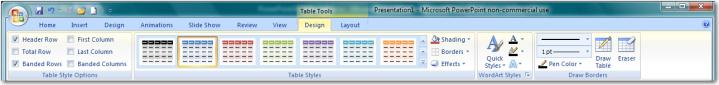 Table Tools Presentation1 - Microsoft PowerPoint non-commercial use
Home Insert Design Animations Slide Show Review View Design Layout
Header Row First Column Shading Quick Styles 1 pt Draw Table Eraser
Total Row Last Column Borders
Banded Rows Banded Columns Effects Pen Color
Table Style Options Table Styles WordArt Styles Draw Borders